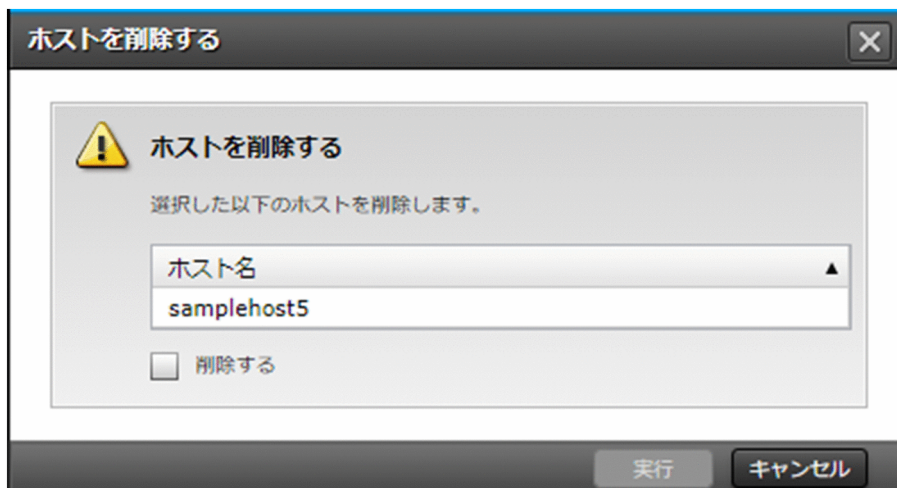 ホストを削除する
ホストを削除する
選択した以下のホストを削除します。
ホスト名 ▲
samplehost5
削除する
実行 キャンセル